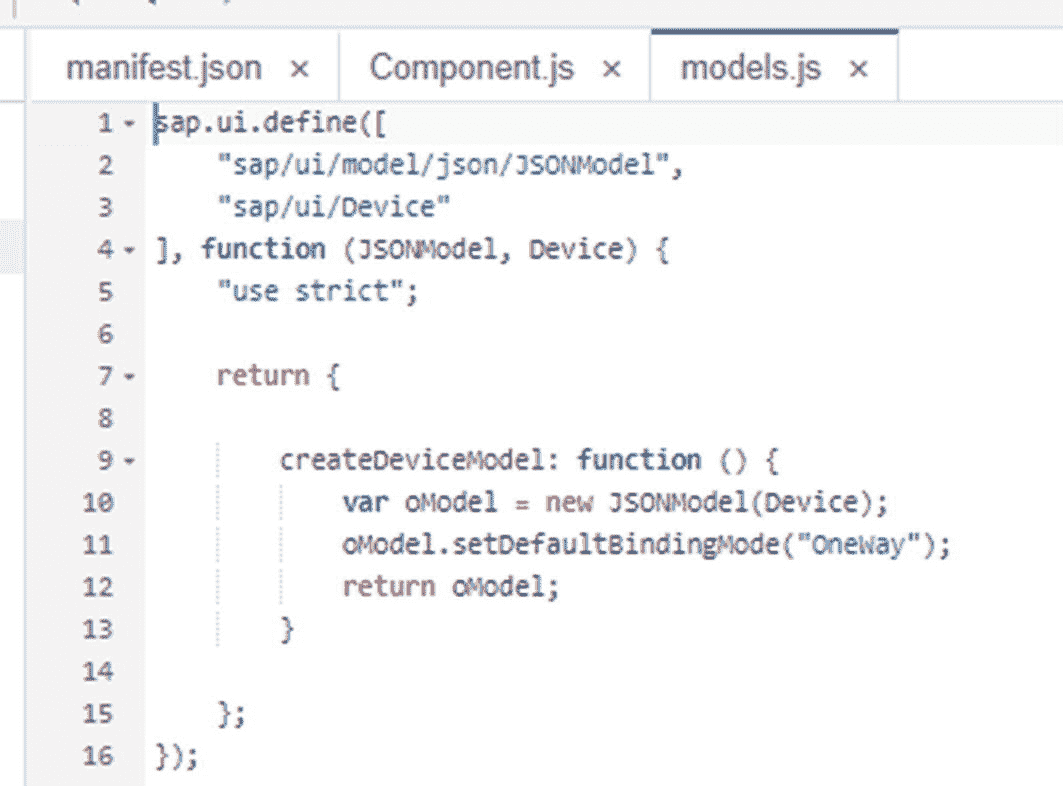 manifest.json × Component.js × models.js ×
1 sap.ui.define([
2 "sap/ui/model/json/JSONModel",
3 "sap/ui/Device"
4 ], function (JSONModel, Device) {
5 "use strict";
6
7 return {
8
9 createDeviceModel: function () {
10 var oModel = new JSONModel(Device);
11 oModel.setDefaultBindingMode("OneWay");
12 return oModel;
13 }
14
15 };
16 });